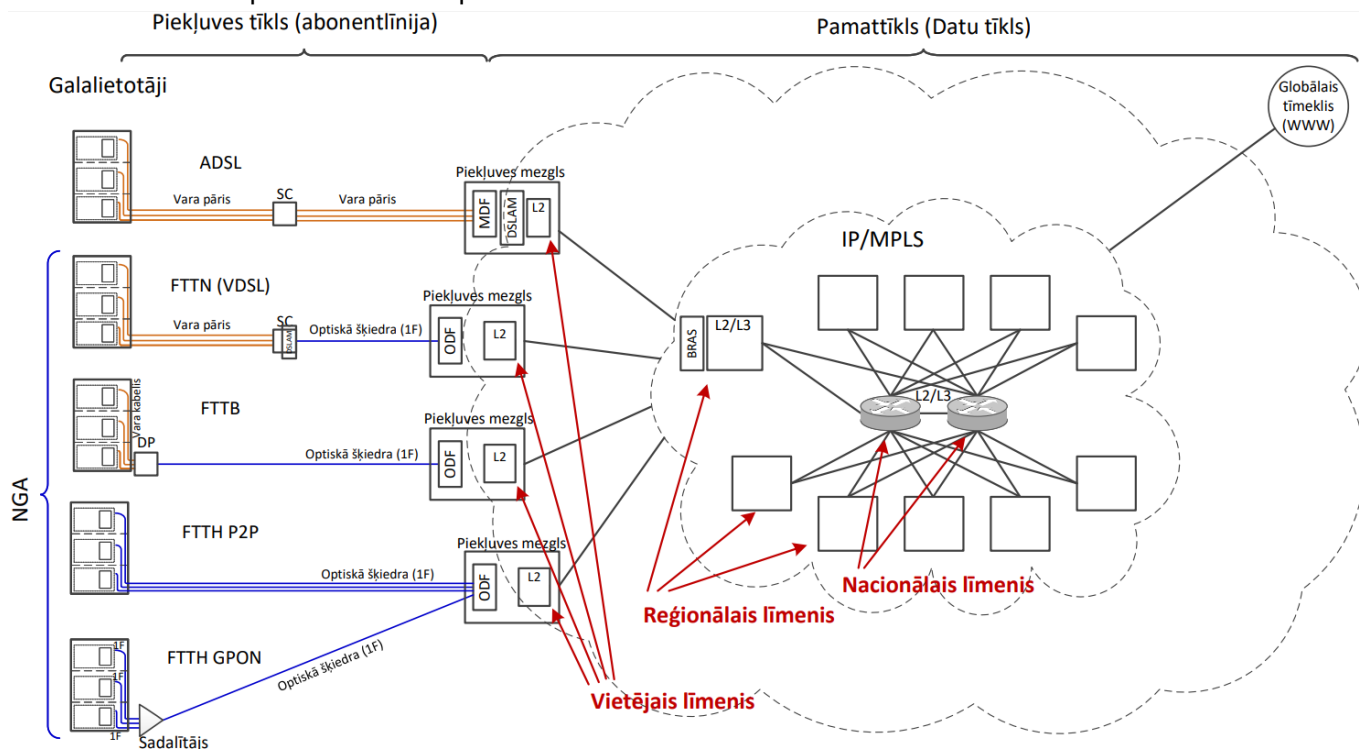 Piekļuves tīkls (abonentlīnija)
Pamattīkls (Datu tīkls)
Galalietotāji
Globālais
tīmeklis
(WWW)
ADSL
Vara pāris
SC
Vara pāris
Piekļuves mezgls
MDF
DSLAM
L2
IP/MPLS
NGA
FTTN (VDSL)
Vara pāris
SC
DSLAM
Optiskā šķiedra (1F)
Piekļuves mezgls
ODF
L2
BRAS
L2/L3
L2/L3
FTTB
Vara kabelis
DP
Optiskā šķiedra (1F)
Piekļuves mezgls
ODF
L2
FTTH P2P
Optiskā šķiedra (1F)
Piekļuves mezgls
ODF
L2
Nacionālais līmenis
Reģionālais līmenis
Vietējais līmenis
FTTH GPON
1F
1F
1F
Optiskā šķiedra (1F)
Sadalītājs